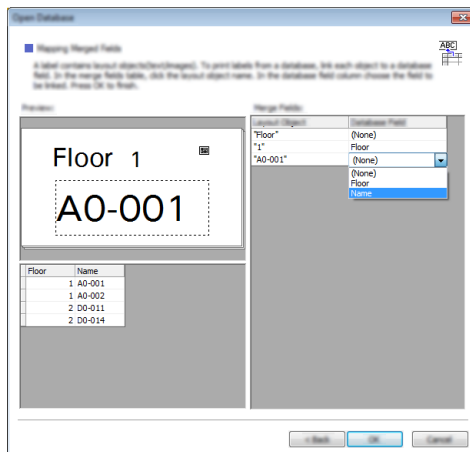 Open Database
Mapping Merged Fields
ABC
A label contains layout objects(text/images). To print labels from a database, link each object to a database
field. In the merge fields table, click the layout object name. In the database field column choose the field to
be linked. Press OK to finish.
Preview:
Merge Fields:
Layout Object Database Field
"Floor" (None)
"1" Floor
"A0-001" (None)
(None)
Floor
Name
Floor 1
A0-001
Floor Name
1 A0-001
1 A0-002
2 D0-011
2 D0-014
< Back OK Cancel